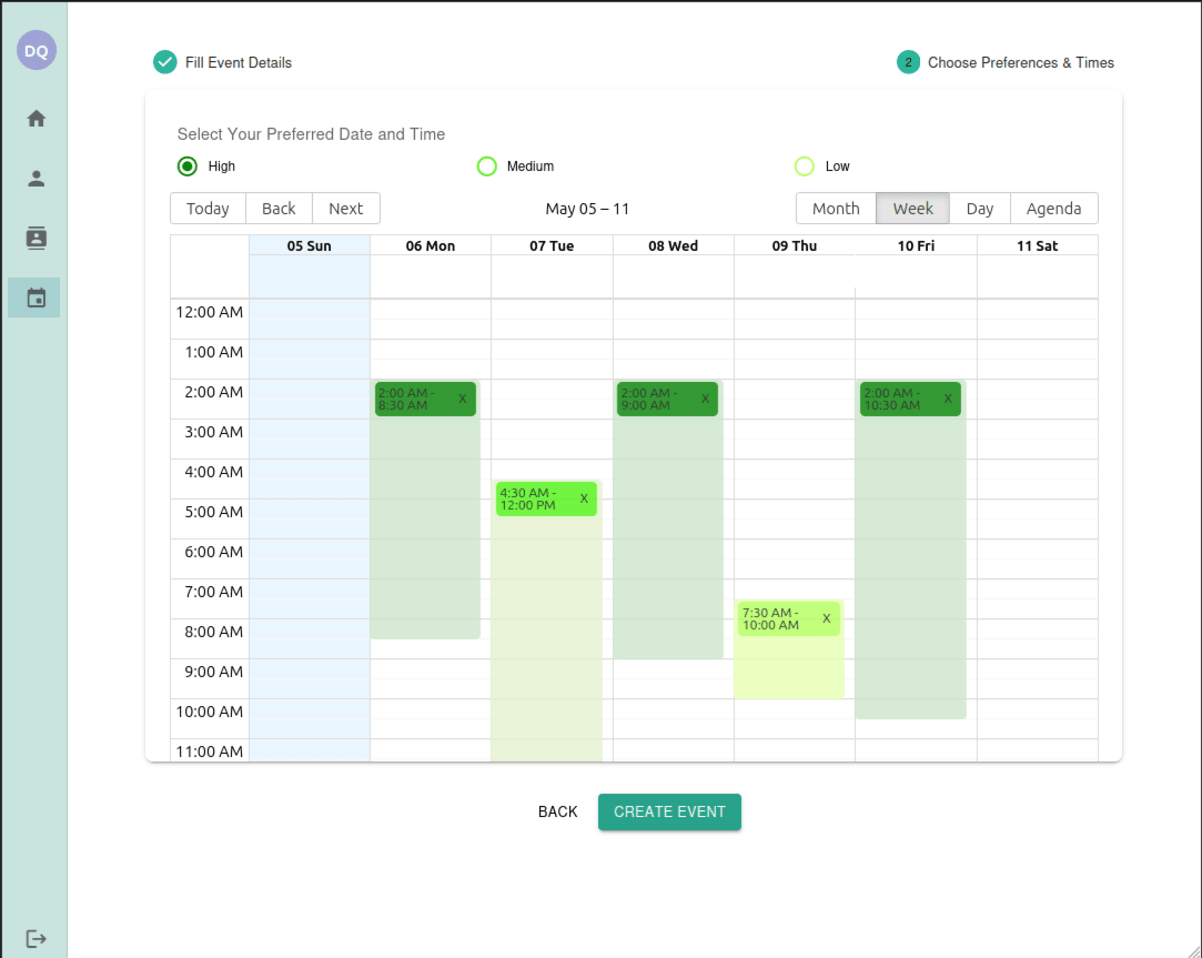 DQ
Fill Event Details
2 Choose Preferences & Times
Select Your Preferred Date and Time
High Medium Low
Today Back Next May 05 – 11 Month Week Day Agenda
05 Sun 06 Mon 07 Tue 08 Wed 09 Thu 10 Fri 11 Sat
12:00 AM
1:00 AM
2:00 AM
2:00 AM -
8:30 AM X
2:00 AM -
9:00 AM X
2:00 AM -
10:30 AM X
3:00 AM
4:00 AM
4:30 AM -
12:00 PM X
5:00 AM
6:00 AM
7:00 AM
7:30 AM -
10:00 AM X
8:00 AM
9:00 AM
10:00 AM
11:00 AM
BACK CREATE EVENT